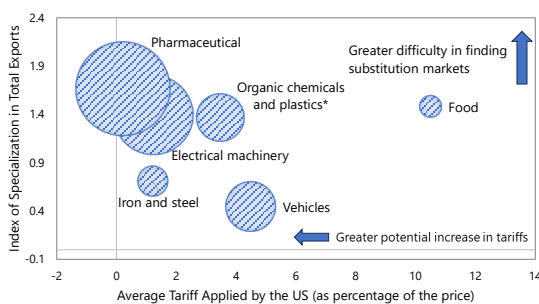 Index of Specialization in Total Exports
2.4
1.9
1.4
0.9
0.4
-0.1
Pharmaceutical
Greater difficulty in finding
substitution markets
Organic chemicals
and plastics*
Food
Electrical machinery
Iron and steel
Vehicles
Greater potential increase in tariffs
-2 0 2 4 6 8 10 12 14
Average Tariff Applied by the US (as percentage of the price)